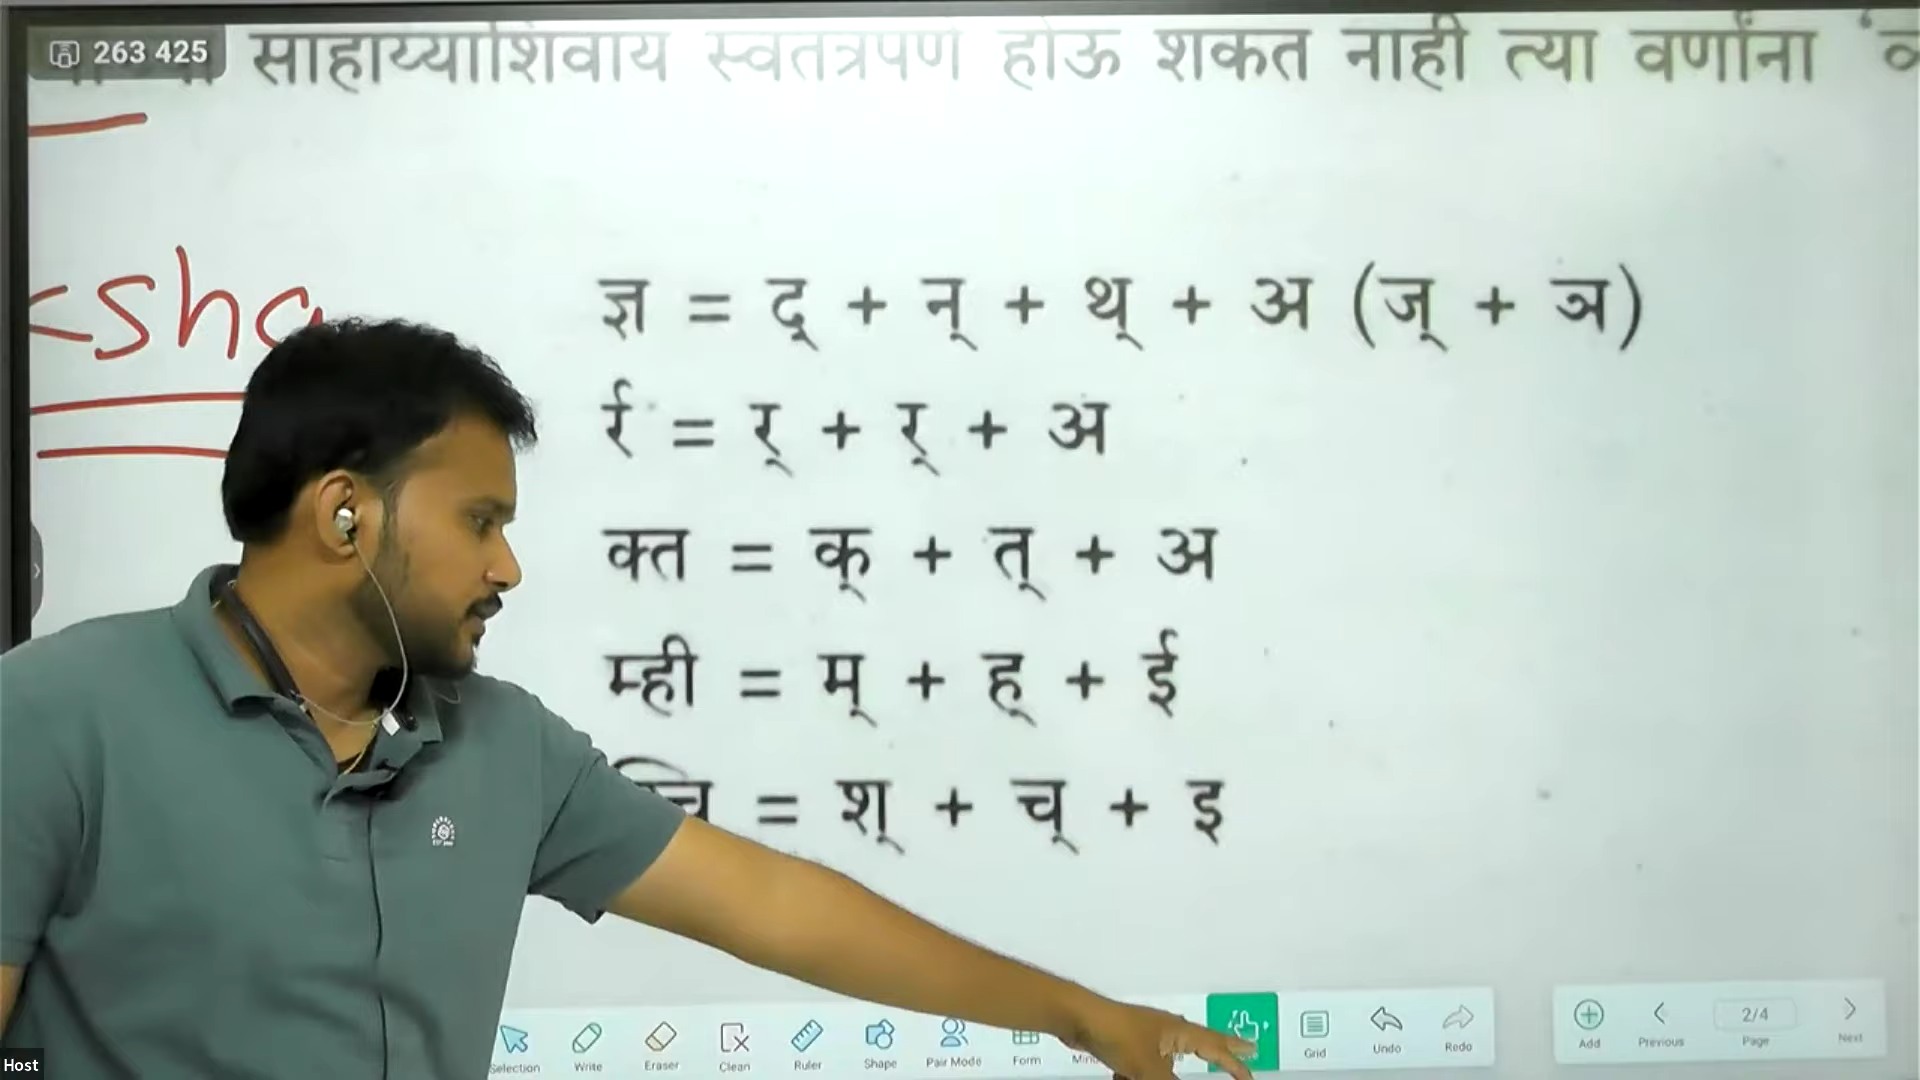 263 425
साहाय्याशिवाय स्वतंत्रपणे होऊ शकत नाही त्या वर्णांना
ksha
ज्ञ = द् + न् + थ् + अ (ज् + ञ)
र्र = र् + र् + अ
क्त = क् + त् + अ
म्ही = म् + ह् + ई
= श् + च् + इ
Selection Write Eraser Clean Ruler Shape Pair Mode Form Grid Undo Redo Add Previous 2/4 Page Next
Host